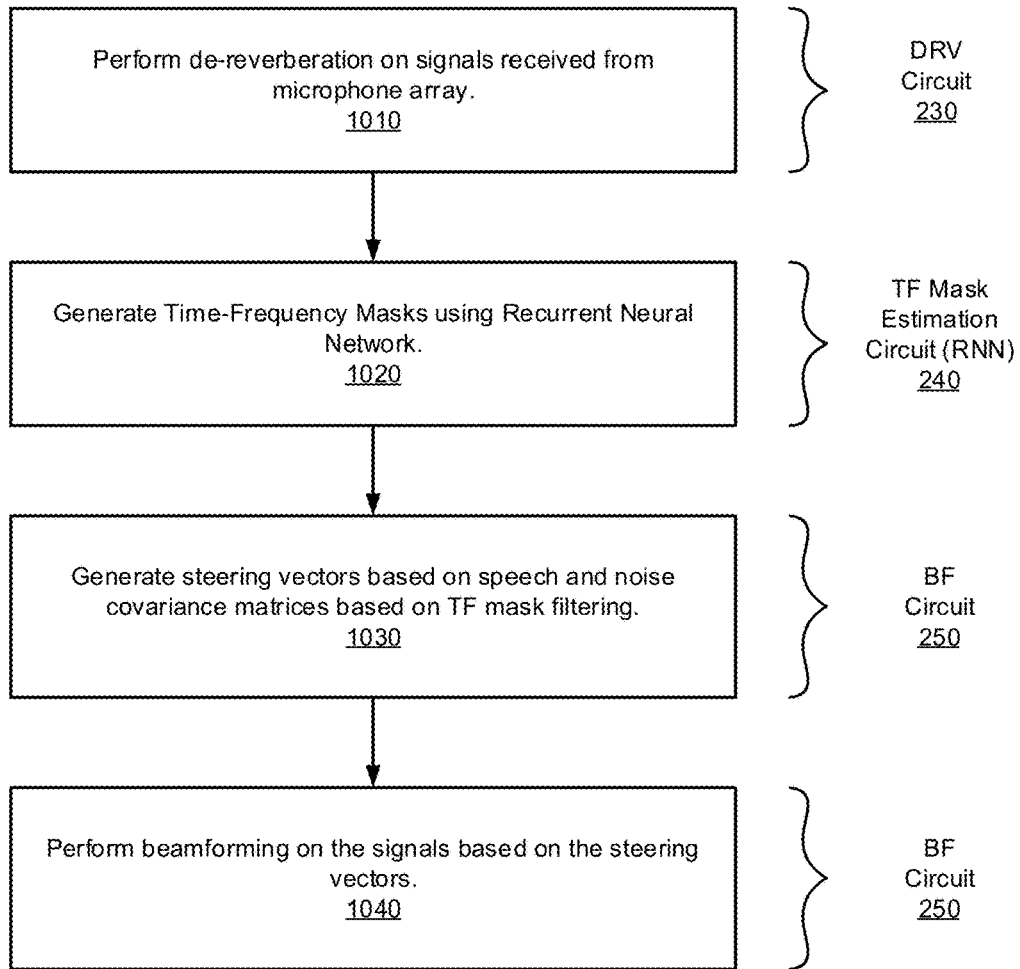 Perform de-reverberation on signals received from
microphone array.
1010
DRV
Circuit
230
Generate Time-Frequency Masks using Recurrent Neural
Network.
1020
TF Mask
Estimation
Circuit (RNN)
240
Generate steering vectors based on speech and noise
covariance matrices based on TF mask filtering.
1030
BF
Circuit
250
Perform beamforming on the signals based on the steering
vectors.
1040
BF
Circuit
250